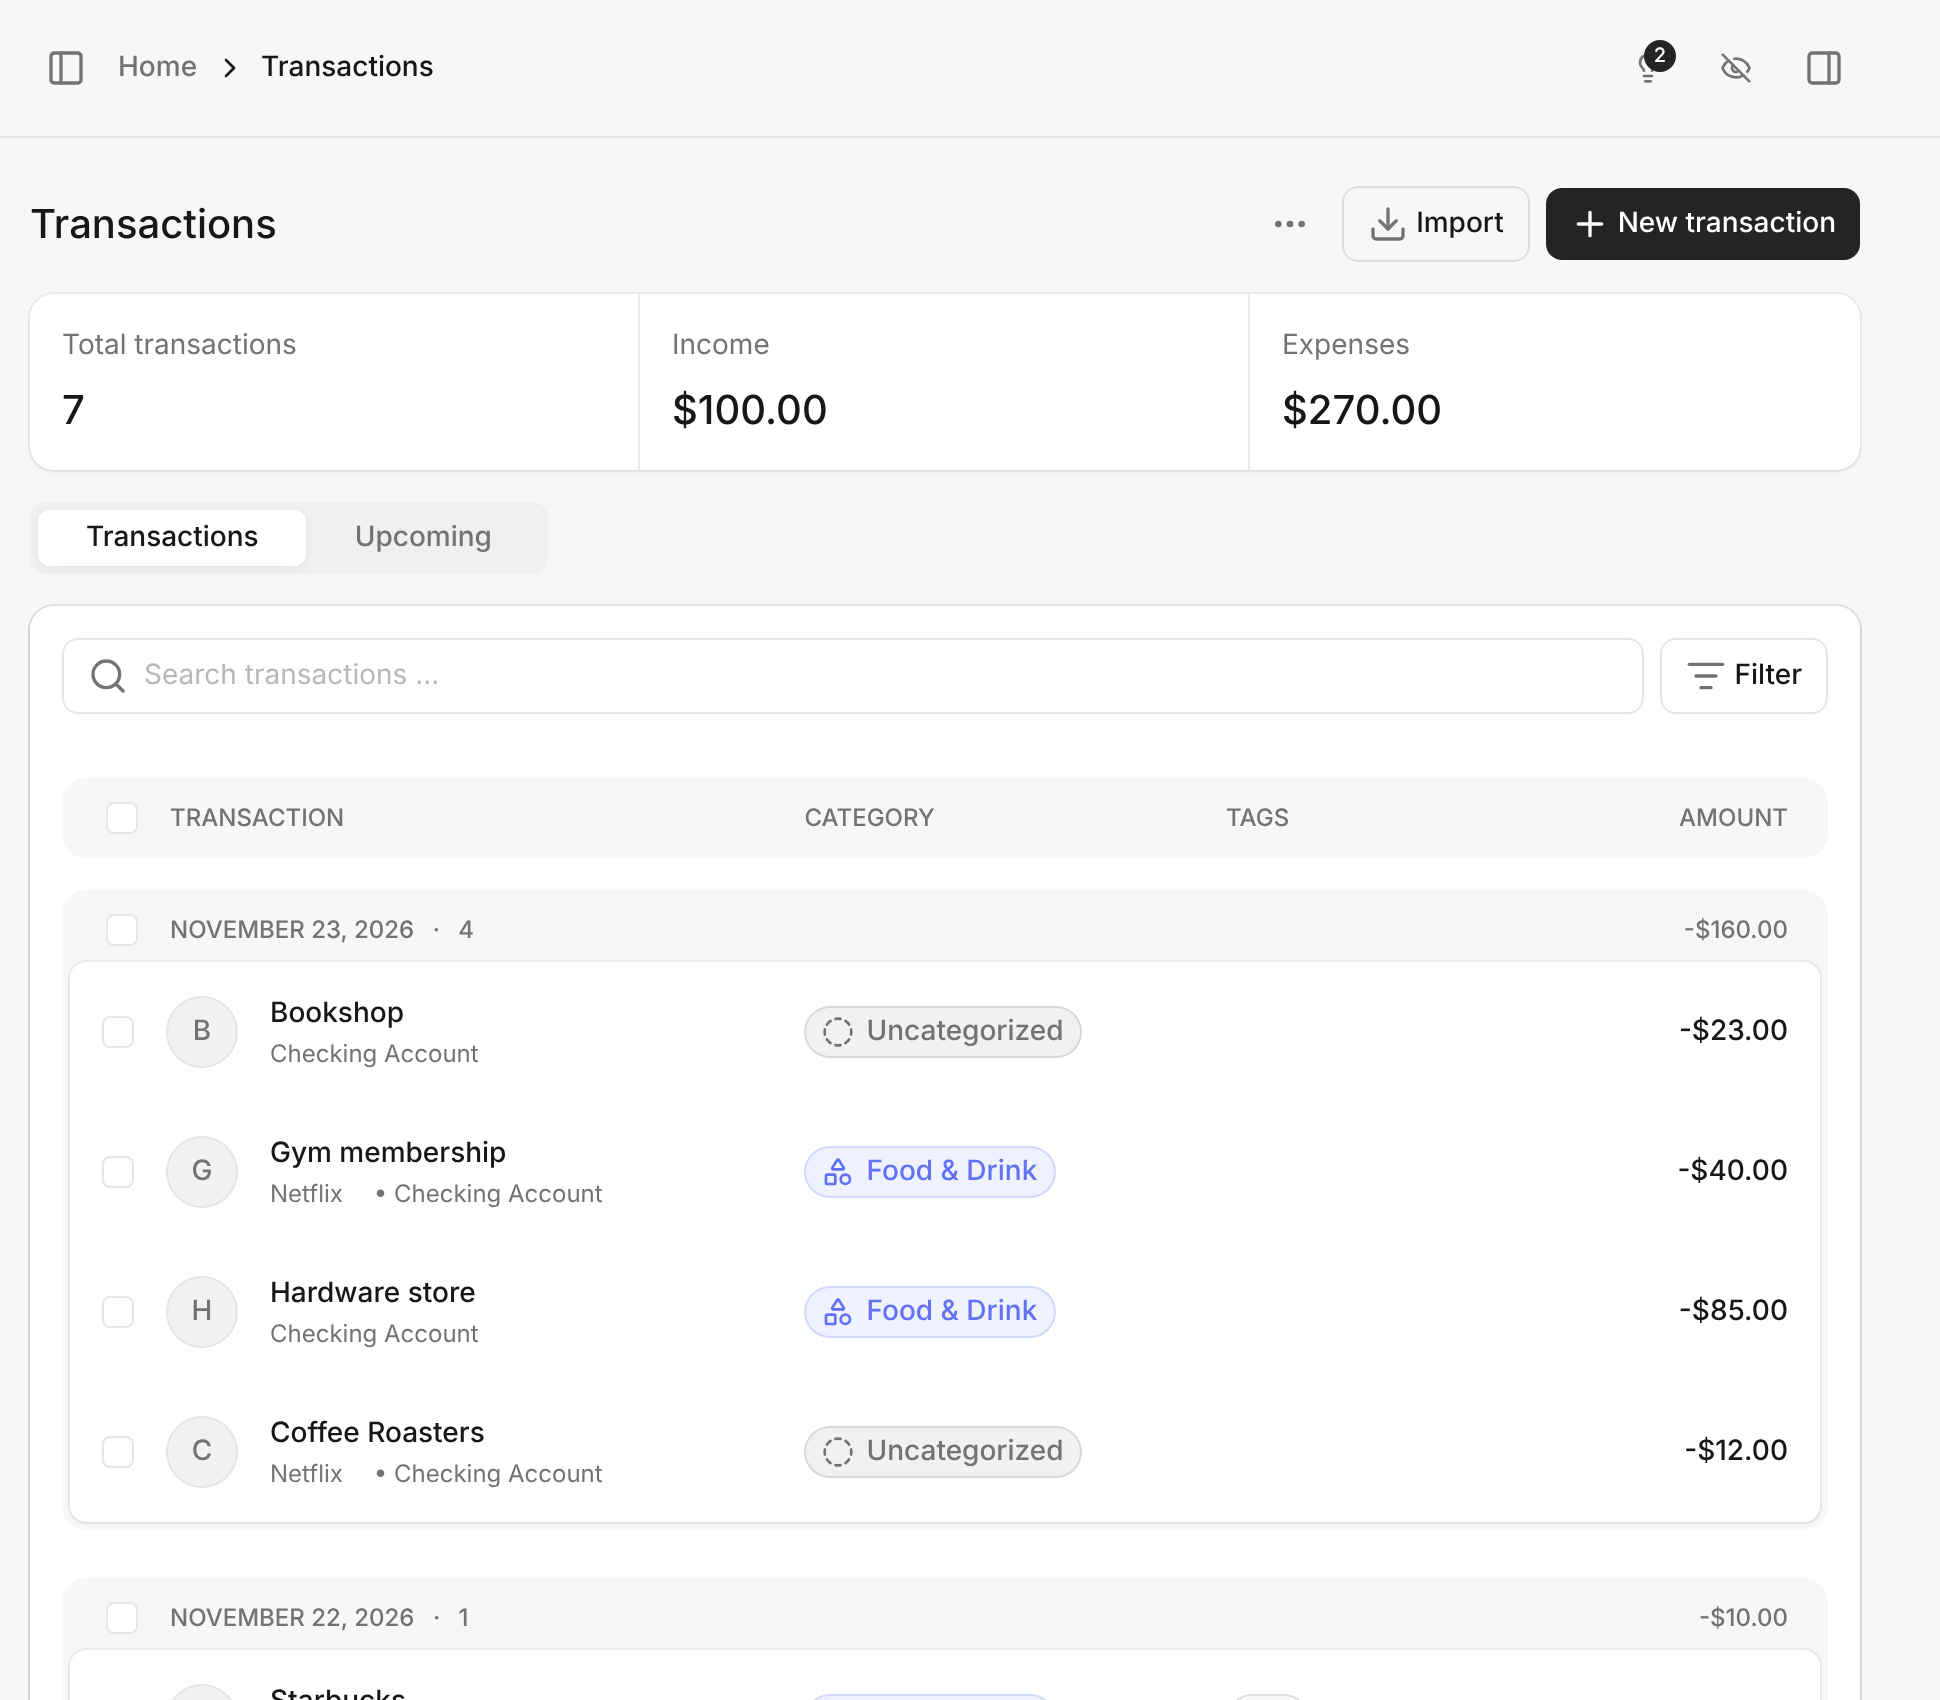 Home > Transactions
2
Transactions
Import
New transaction
Total transactions
7
Income
$100.00
Expenses
$270.00
Transactions
Upcoming
Search transactions ...
Filter
TRANSACTION CATEGORY TAGS AMOUNT
NOVEMBER 23, 2026 · 4 -$160.00
B
Bookshop
Checking Account
Uncategorized
-$23.00
G
Gym membership
Netflix • Checking Account
Food & Drink
-$40.00
H
Hardware store
Checking Account
Food & Drink
-$85.00
C
Coffee Roasters
Netflix • Checking Account
Uncategorized
-$12.00
NOVEMBER 22, 2026 · 1 -$10.00
Starbucks